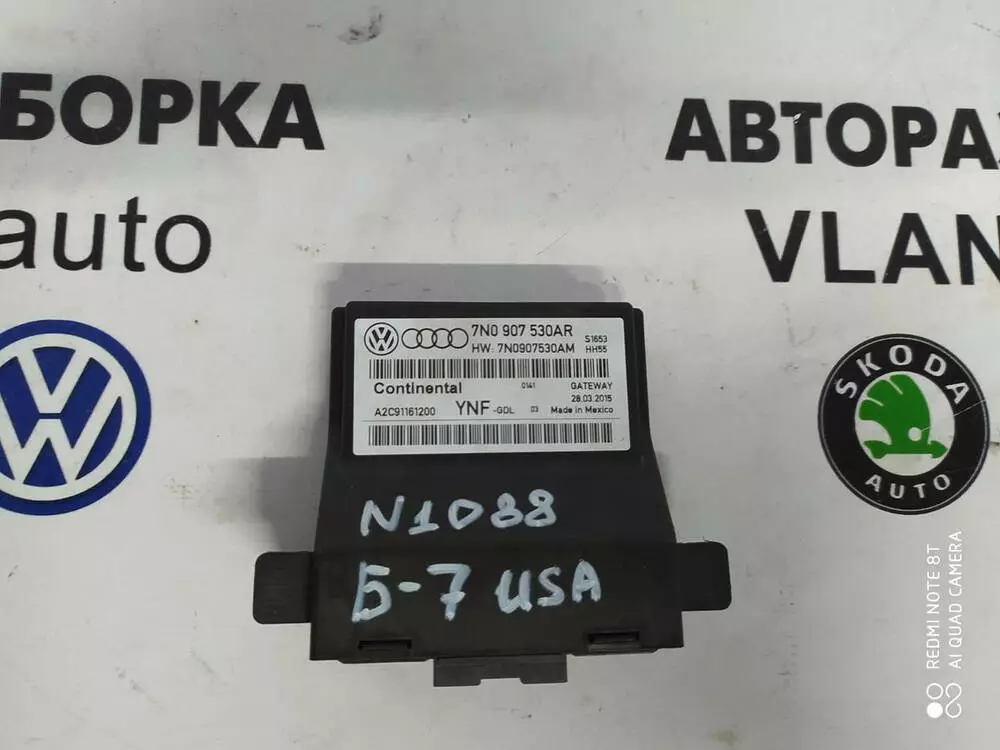 БОРКА
auto
АВТОРА
VLAN
SKODA
AUTO
7N0 907 530AR
HW: 7N0907530AM
S1653
HH55
Continental
0141
GATEWAY
28.03.2015
A2C91161200
YNF-GDL
03
Made in Mexico
N1088
Б-7 USA
REDMI NOTE 8T
AI QUAD CAMERA